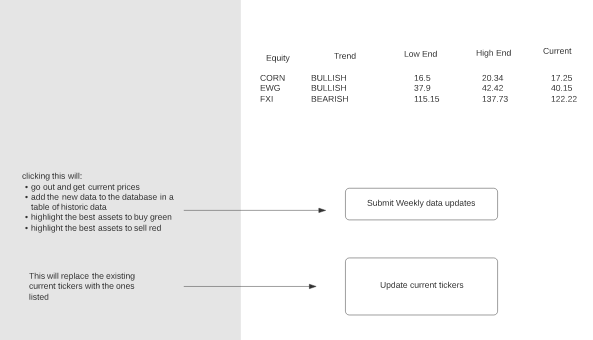 Equity Trend Low End High End Current
CORN BULLISH 16.5 20.34 17.25
EWG BULLISH 37.9 42.42 40.15
FXI BEARISH 115.15 137.73 122.22
clicking this will:
• go out and get current prices
• add the new data to the database in a
table of historic data
• highlight the best assets to buy green
• highlight the best assets to sell red
Submit Weekly data updates
This will replace the existing
current tickers with the ones
listed
Update current tickers